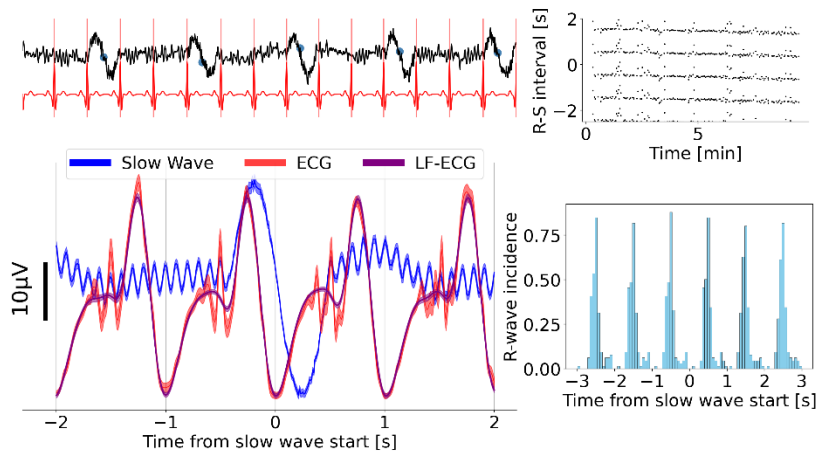 R-S interval [s]
2
0
−2
0
5
Time [min]
Slow Wave
ECG
LF-ECG
10μV
−2
−1
0
1
2
Time from slow wave start [s]
R-wave incidence
0.75
0.50
0.25
0.00
−3
−2
−1
0
1
2
3
Time from slow wave start [s]